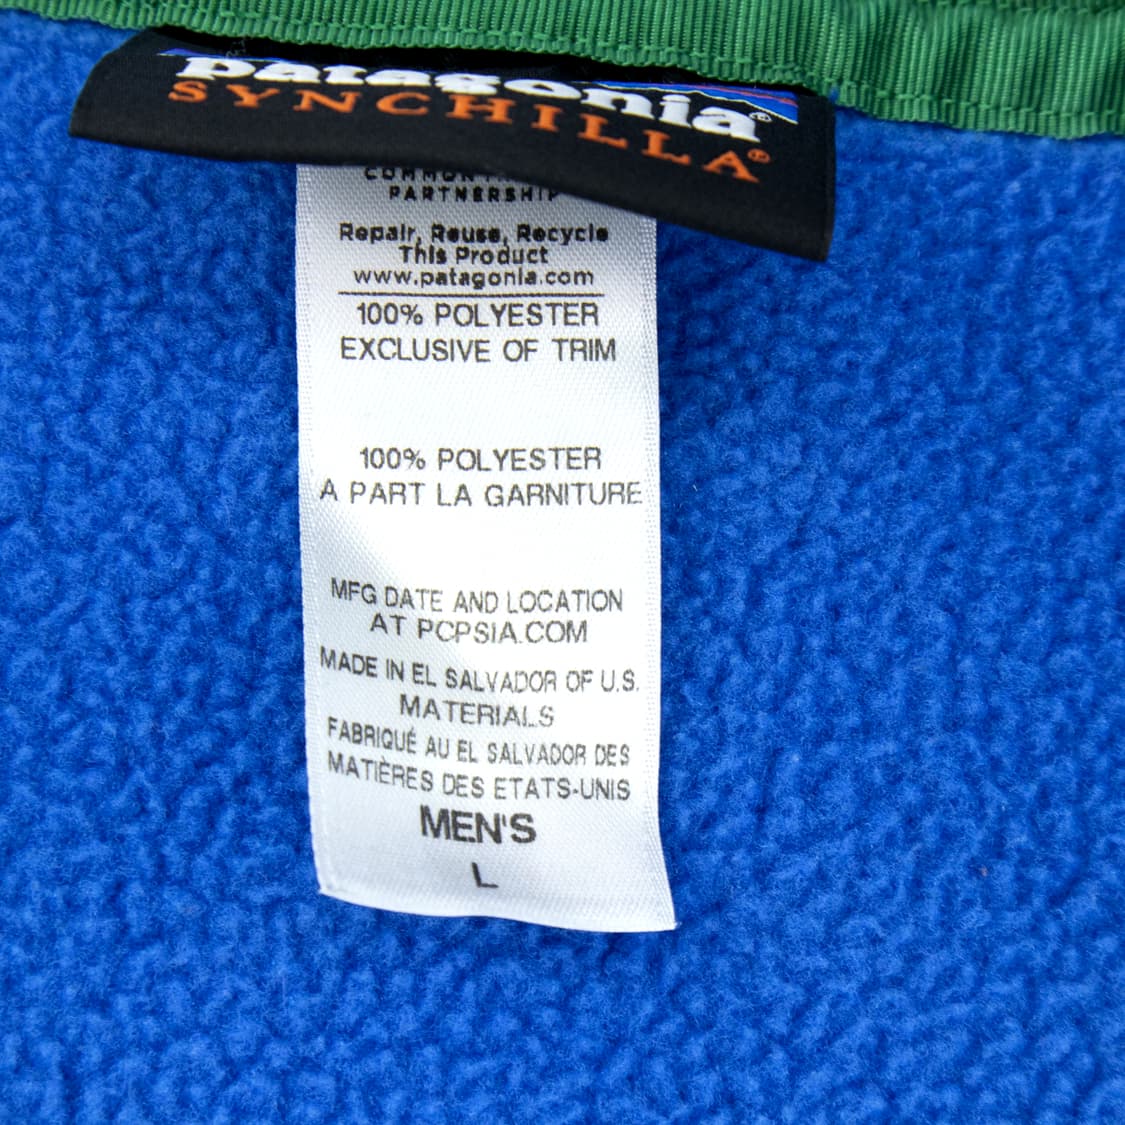 patagonia®
SYNCHILLA®
PARTNERSHIP
Repair, Reuse, Recycle
This Product
www.patagonia.com
100% POLYESTER
EXCLUSIVE OF TRIM
100% POLYESTER
A PART LA GARNITURE
MFG DATE AND LOCATION
AT PCPSIA.COM
MADE IN EL SALVADOR OF U.S.
MATERIALS
FABRIQUÉ AU EL SALVADOR DES
MATIÈRES DES ETATS-UNIS
MEN'S
L